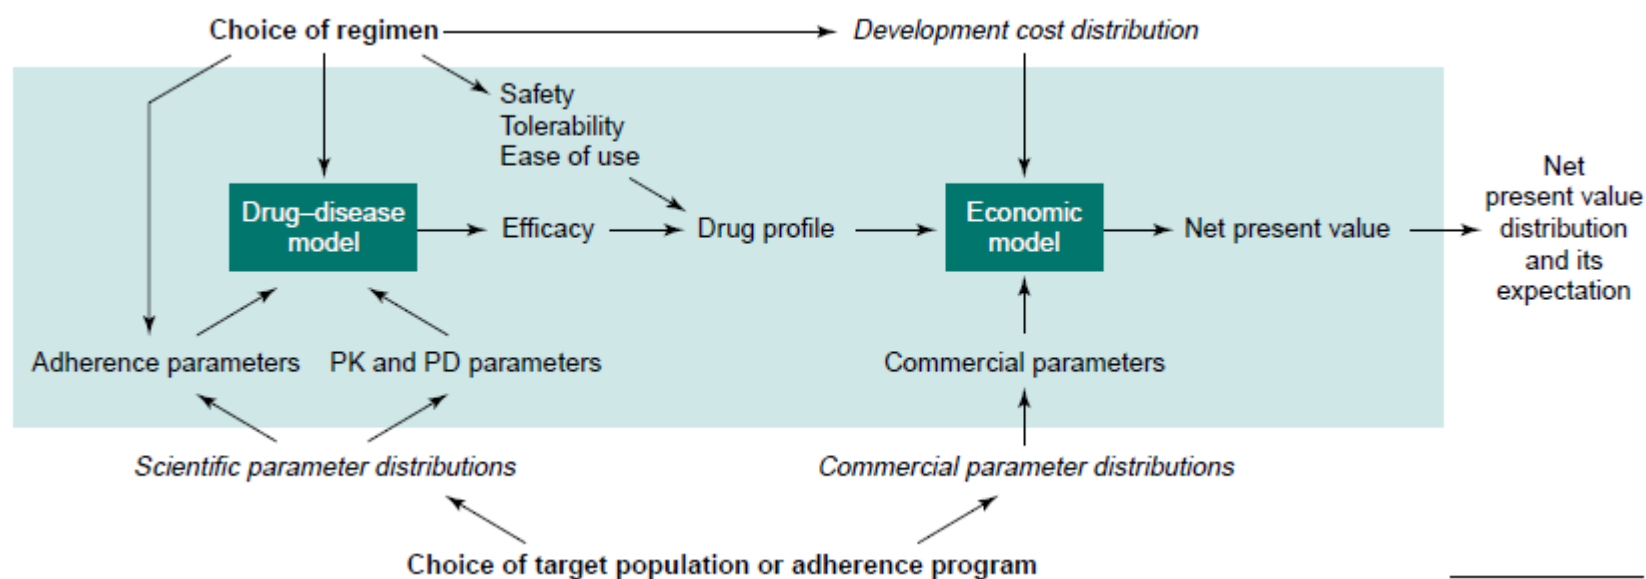 Choice of regimen
Development cost distribution
Safety
Tolerability
Ease of use
Drug–disease
model
Efficacy
Drug profile
Economic
model
Net present value
Net
present value
distribution
and its
expectation
Adherence parameters
PK and PD parameters
Commercial parameters
Scientific parameter distributions
Commercial parameter distributions
Choice of target population or adherence program